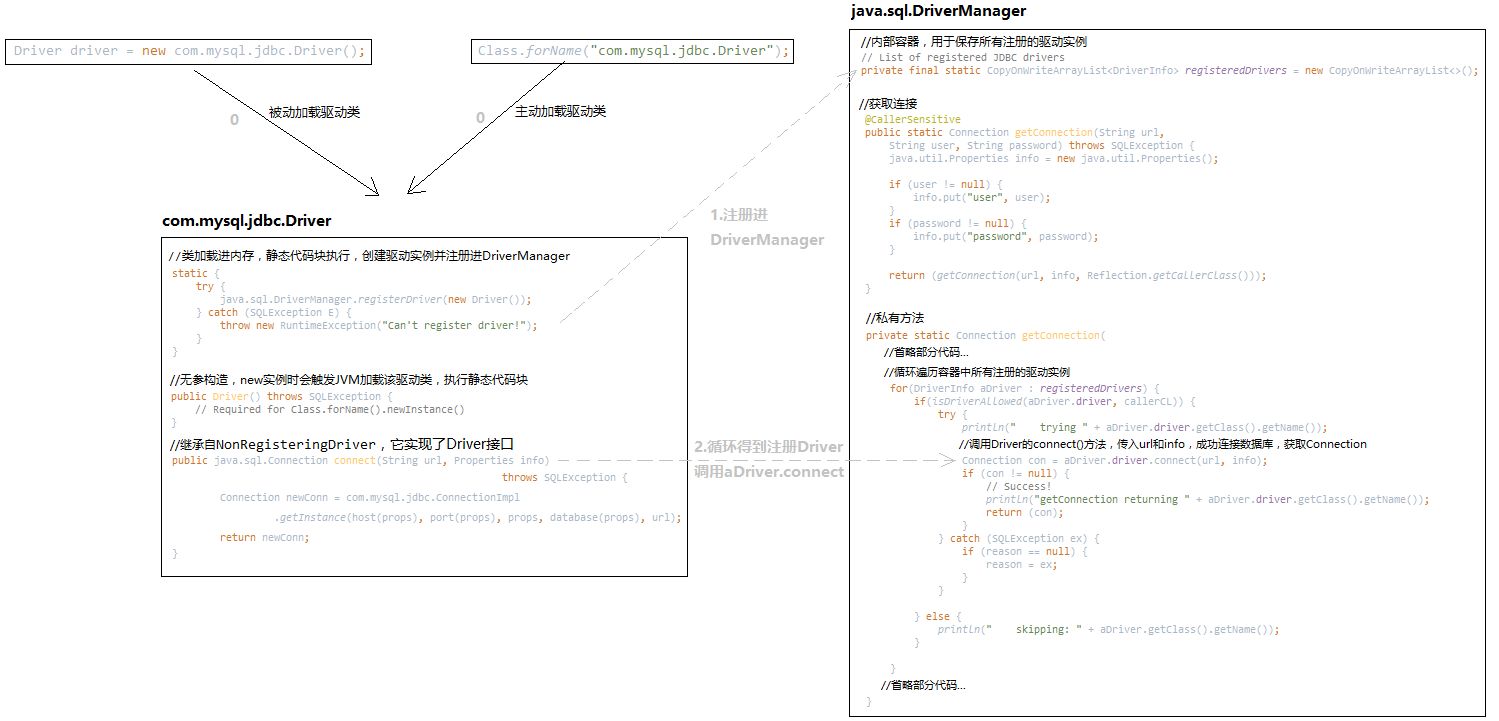 Driver driver = new com.mysql.jdbc.Driver();
Class.forName("com.mysql.jdbc.Driver");
0
被动加载驱动类
0
主动加载驱动类
com.mysql.jdbc.Driver
//类加载进内存，静态代码块执行，创建驱动实例并注册进DriverManager
static {
try {
java.sql.DriverManager.registerDriver(new Driver());
} catch (SQLException E) {
throw new RuntimeException("Can't register driver!");
}
}
//无参构造，new实例时会触发JVM加载该驱动类，执行静态代码块
public Driver() throws SQLException {
// Required for Class.forName().newInstance()
}
//继承自NonRegisteringDriver，它实现了Driver接口
public java.sql.Connection connect(String url, Properties info)
throws SQLException {
Connection newConn = com.mysql.jdbc.ConnectionImpl
.getInstance(host(props), port(props), props, database(props), url);
return newConn;
}
1.注册进
DriverManager
2.循环得到注册Driver
调用aDriver.connect
java.sql.DriverManager
//内部容器，用于保存所有注册的驱动实例
// List of registered JDBC drivers
private final static CopyOnWriteArrayList<DriverInfo> registeredDrivers = new CopyOnWriteArrayList<>();
//获取连接
@CallerSensitive
public static Connection getConnection(String url,
String user, String password) throws SQLException {
java.util.Properties info = new java.util.Properties();
if (user != null) {
info.put("user", user);
}
if (password != null) {
info.put("password", password);
}
return (getConnection(url, info, Reflection.getCallerClass()));
}
//私有方法
private static Connection getConnection(
//省略部分代码...
//循环遍历容器中所有注册的驱动实例
for(DriverInfo aDriver : registeredDrivers) {
if(isDriverAllowed(aDriver.driver, callerCL)) {
try {
println("    trying " + aDriver.driver.getClass().getName());
//调用Driver的connect()方法，传入url和info，成功连接数据库，获取Connection
Connection con = aDriver.driver.connect(url, info);
if (con != null) {
// Success!
println("getConnection returning " + aDriver.driver.getClass().getName());
return (con);
}
} catch (SQLException ex) {
if (reason == null) {
reason = ex;
}
}
} else {
println("    skipping: " + aDriver.getClass().getName());
}
}
//省略部分代码...
}